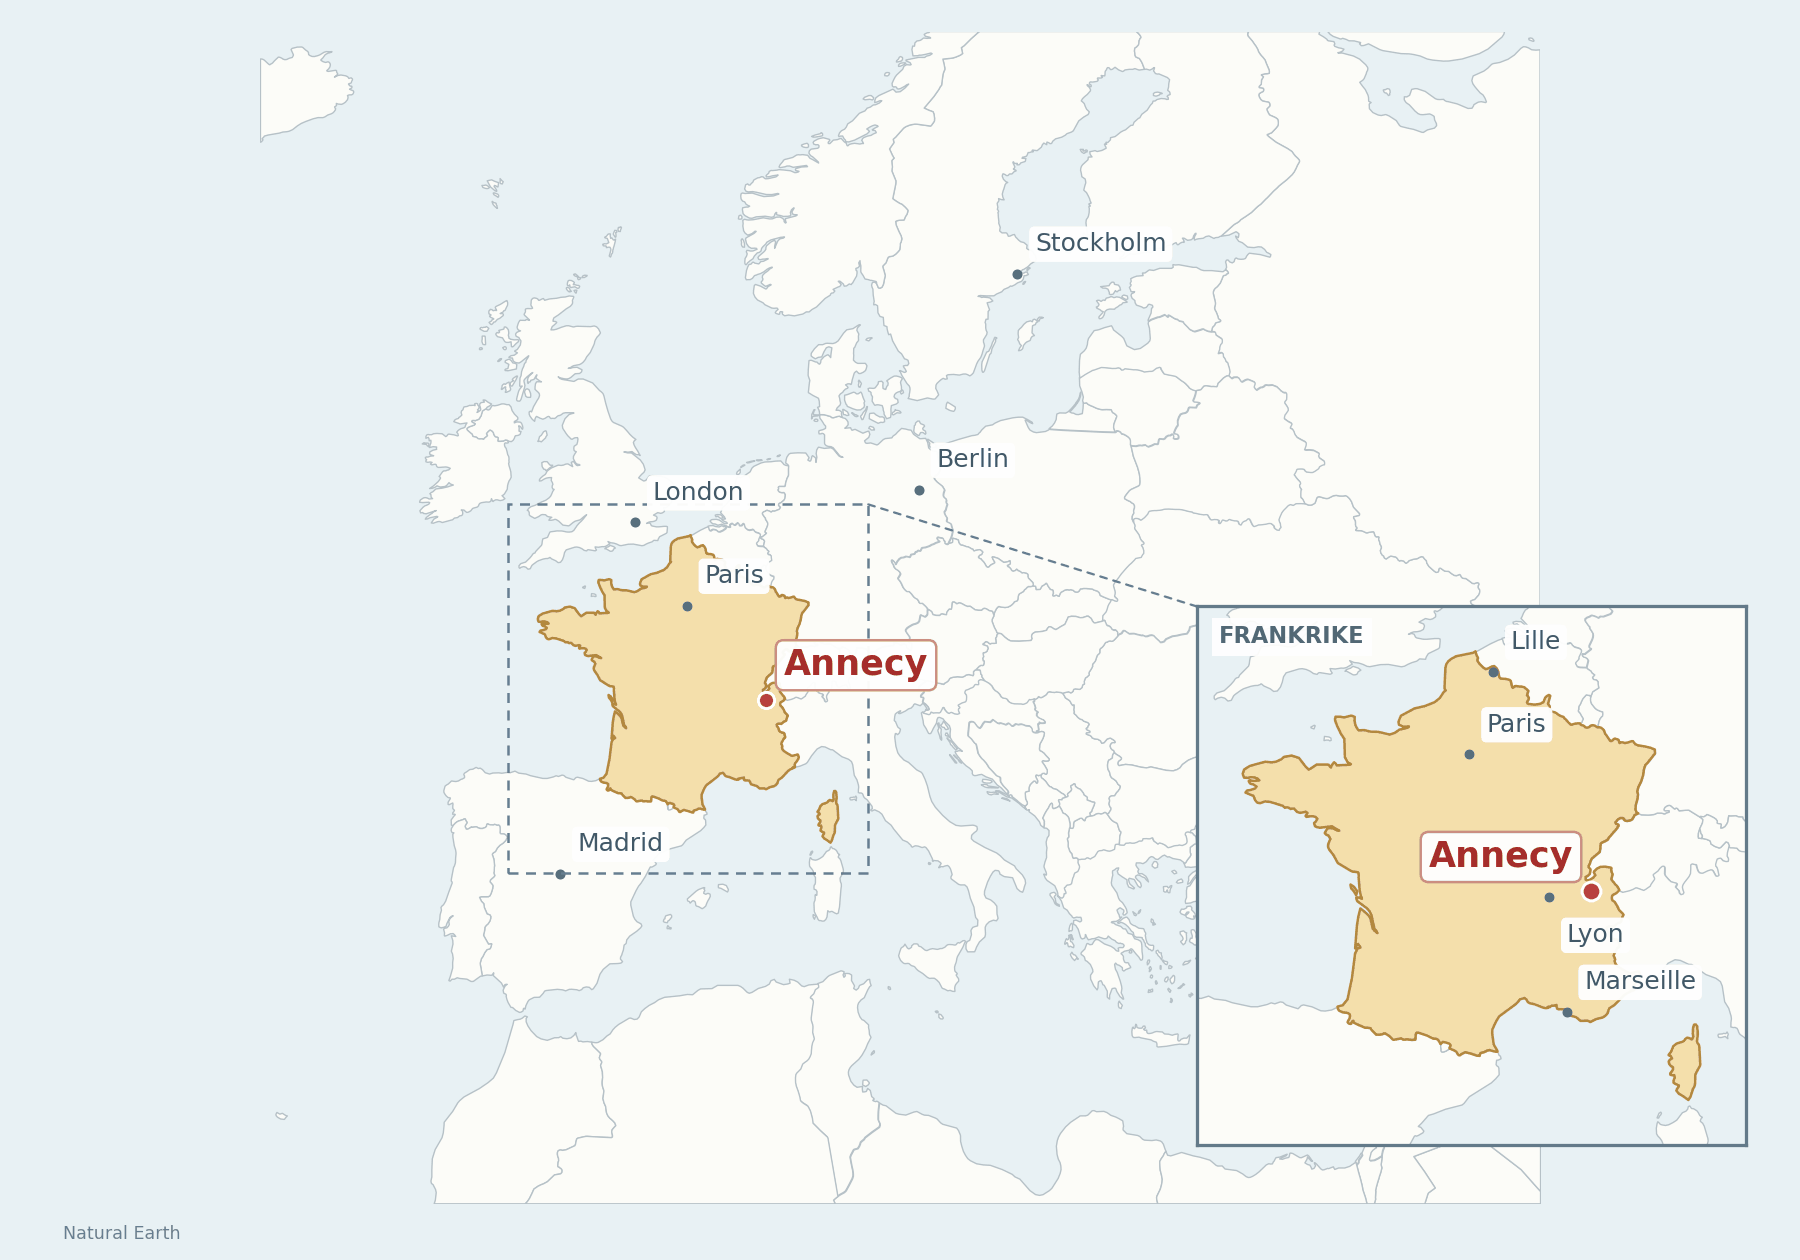 Stockholm
Berlin
London
Paris
Annecy
Madrid
FRANKRIKE
Lille
Paris
Annecy
Lyon
Marseille
Natural Earth